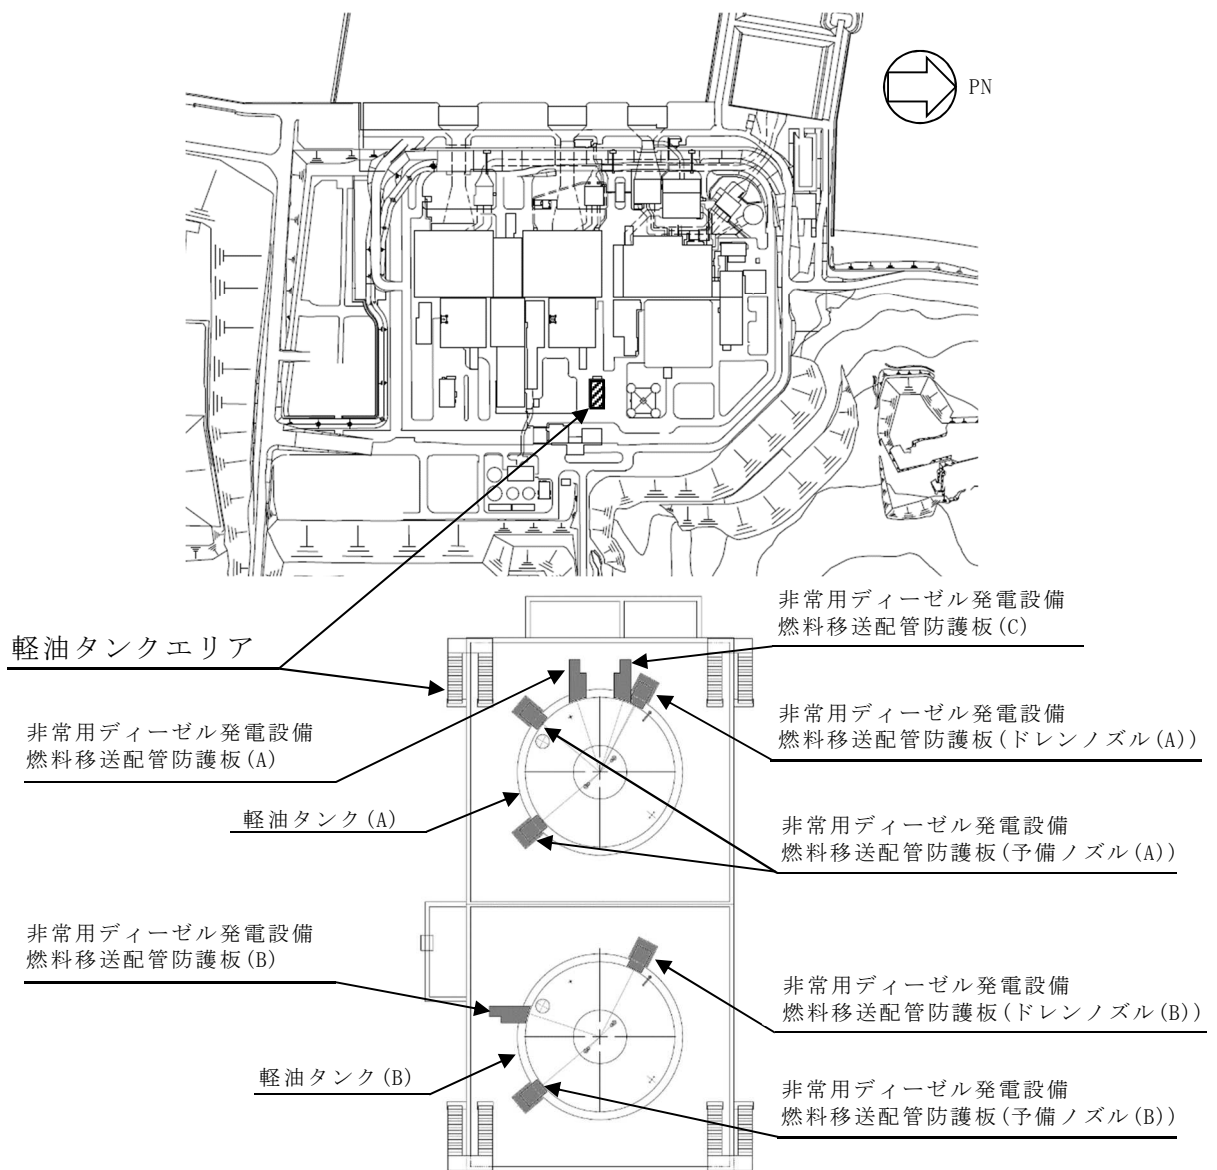 PN
軽油タンクエリア
非常用ディーゼル発電設備
燃料移送配管防護板(C)
非常用ディーゼル発電設備
燃料移送配管防護板(A)
非常用ディーゼル発電設備
燃料移送配管防護板(ドレンノズル(A))
軽油タンク(A)
非常用ディーゼル発電設備
燃料移送配管防護板(予備ノズル(A))
非常用ディーゼル発電設備
燃料移送配管防護板(B)
非常用ディーゼル発電設備
燃料移送配管防護板(ドレンノズル(B))
軽油タンク(B)
非常用ディーゼル発電設備
燃料移送配管防護板(予備ノズル(B))